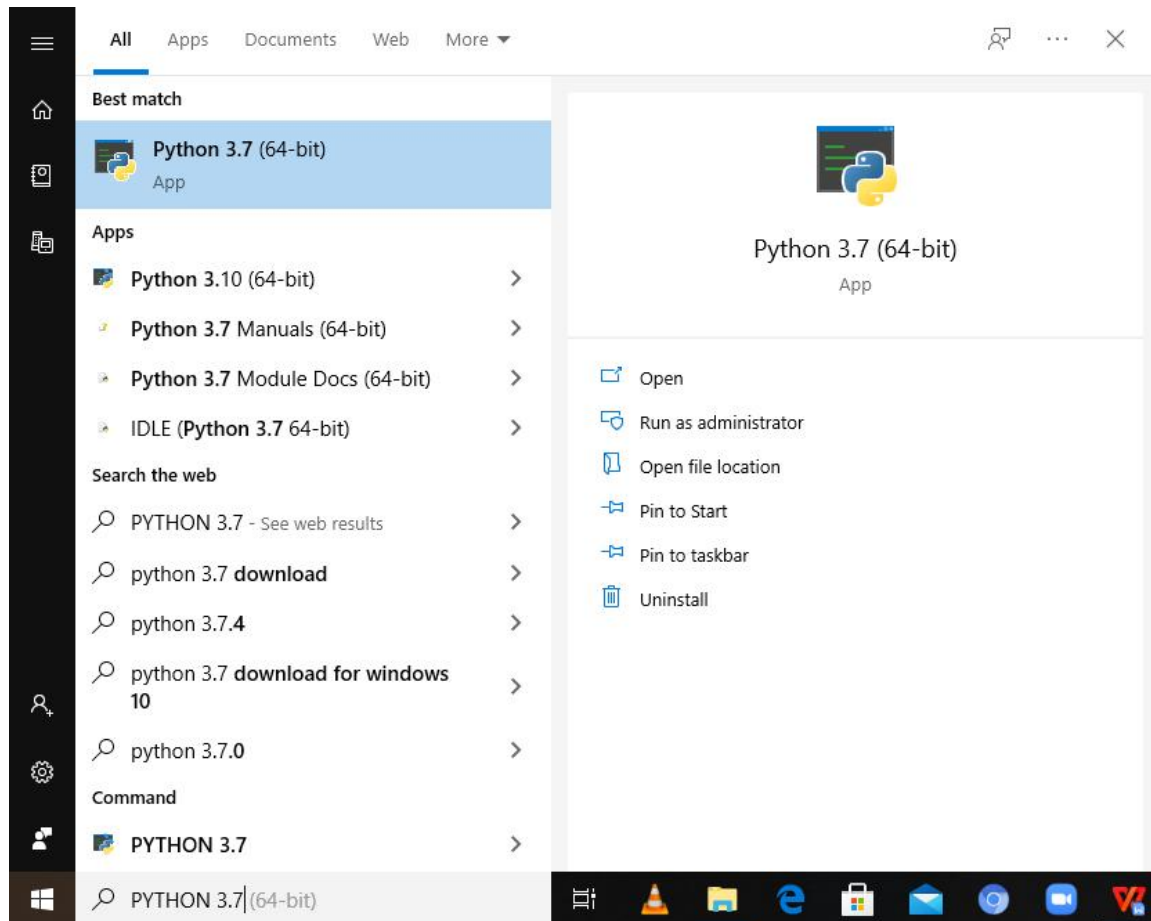 All Apps Documents Web More
Best match
Python 3.7 (64-bit)
App
Apps
Python 3.10 (64-bit)
Python 3.7 Manuals (64-bit)
Python 3.7 Module Docs (64-bit)
IDLE (Python 3.7 64-bit)
Search the web
PYTHON 3.7 - See web results
python 3.7 download
python 3.7.4
python 3.7 download for windows
10
python 3.7.0
Command
PYTHON 3.7
PYTHON 3.7 (64-bit)
Python 3.7 (64-bit)
App
Open
Run as administrator
Open file location
Pin to Start
Pin to taskbar
Uninstall